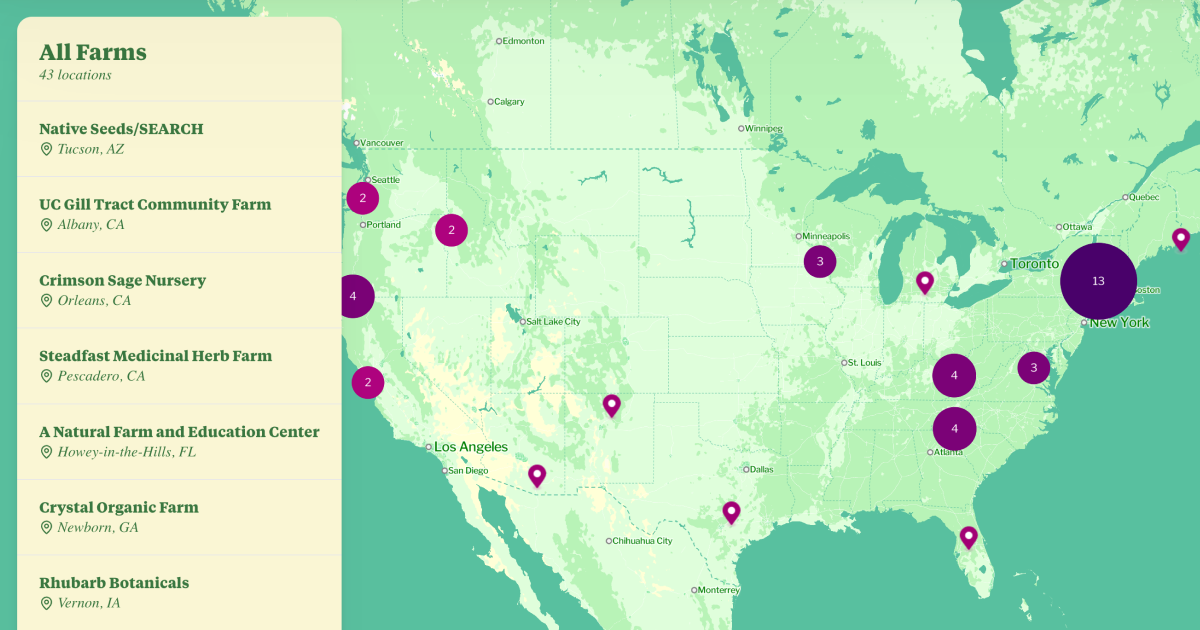 All Farms
43 locations
Native Seeds/SEARCH
Tucson, AZ
UC Gill Tract Community Farm
Albany, CA
Crimson Sage Nursery
Orleans, CA
Steadfast Medicinal Herb Farm
Pescadero, CA
A Natural Farm and Education Center
Howey-in-the-Hills, FL
Crystal Organic Farm
Newborn, GA
Rhubarb Botanicals
Vernon, IA
Edmonton
Calgary
Winnipeg
Vancouver
Seattle
2
Quebec
Portland
2
Ottawa
Minneapolis
3
Toronto
13
oston
4
Salt Lake City
New York
St. Louis
3
4
2
4
Los Angeles
Atlanta
San Diego
Dallas
Chihuahua City
Monterrey